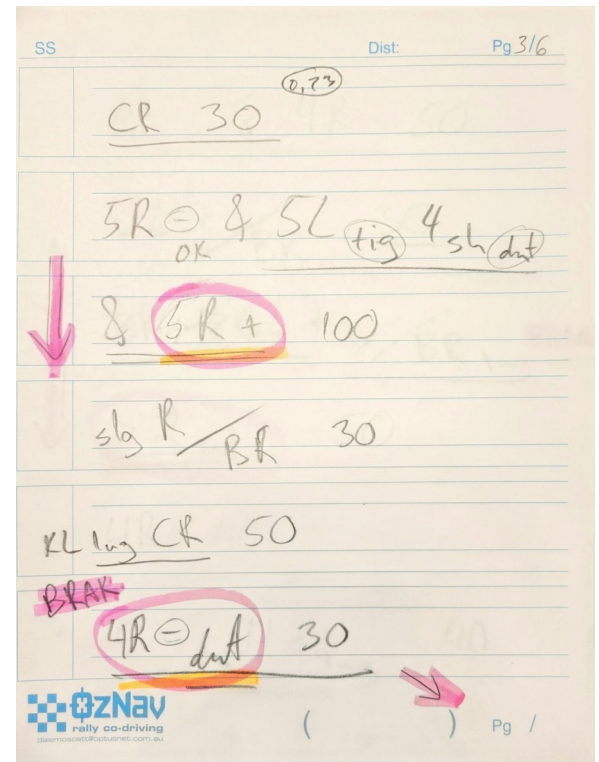 SS Dist: Pg 3/6
0,73
CR 30
5R ⊖ & 5L tig 4 sh dnt
OK
& 5R + 100
slg R / BR 30
KL lng CR 50
BRAK
4R ⊖ dnt 30
OzNav
rally co-driving
( ) Pg /